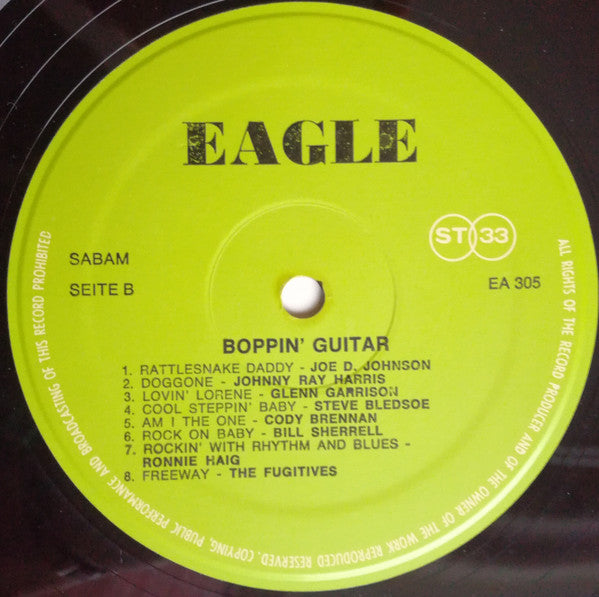 EAGLE
ST 33
SABAM
SEITE B
EA 305
BOPPIN' GUITAR
1. RATTLESNAKE DADDY - JOE D. JOHNSON
2. DOGGONE - JOHNNY RAY HARRIS
3. LOVIN' LORENE - GLENN GARRISON
4. COOL STEPPIN' BABY - STEVE BLEDSOE
5. AM I THE ONE - CODY BRENNAN
6. ROCK ON BABY - BILL SHERRELL
7. ROCKIN' WITH RHYTHM AND BLUES -
RONNIE HAIG
8. FREEWAY - THE FUGITIVES
ALL RIGHTS OF THE RECORD PRODUCER AND OF THE OWNER OF THE WORK REPRODUCED RESERVED. COPYING, PUBLIC PERFORMANCE AND BROADCASTING OF THIS RECORD PROHIBITED